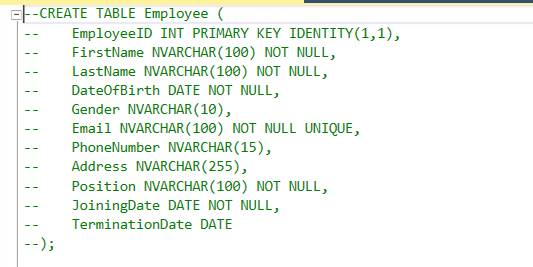 --CREATE TABLE Employee (
--    EmployeeID INT PRIMARY KEY IDENTITY(1,1),
--    FirstName NVARCHAR(100) NOT NULL,
--    LastName NVARCHAR(100) NOT NULL,
--    DateOfBirth DATE NOT NULL,
--    Gender NVARCHAR(10),
--    Email NVARCHAR(100) NOT NULL UNIQUE,
--    PhoneNumber NVARCHAR(15),
--    Address NVARCHAR(255),
--    Position NVARCHAR(100) NOT NULL,
--    JoiningDate DATE NOT NULL,
--    TerminationDate DATE
--);